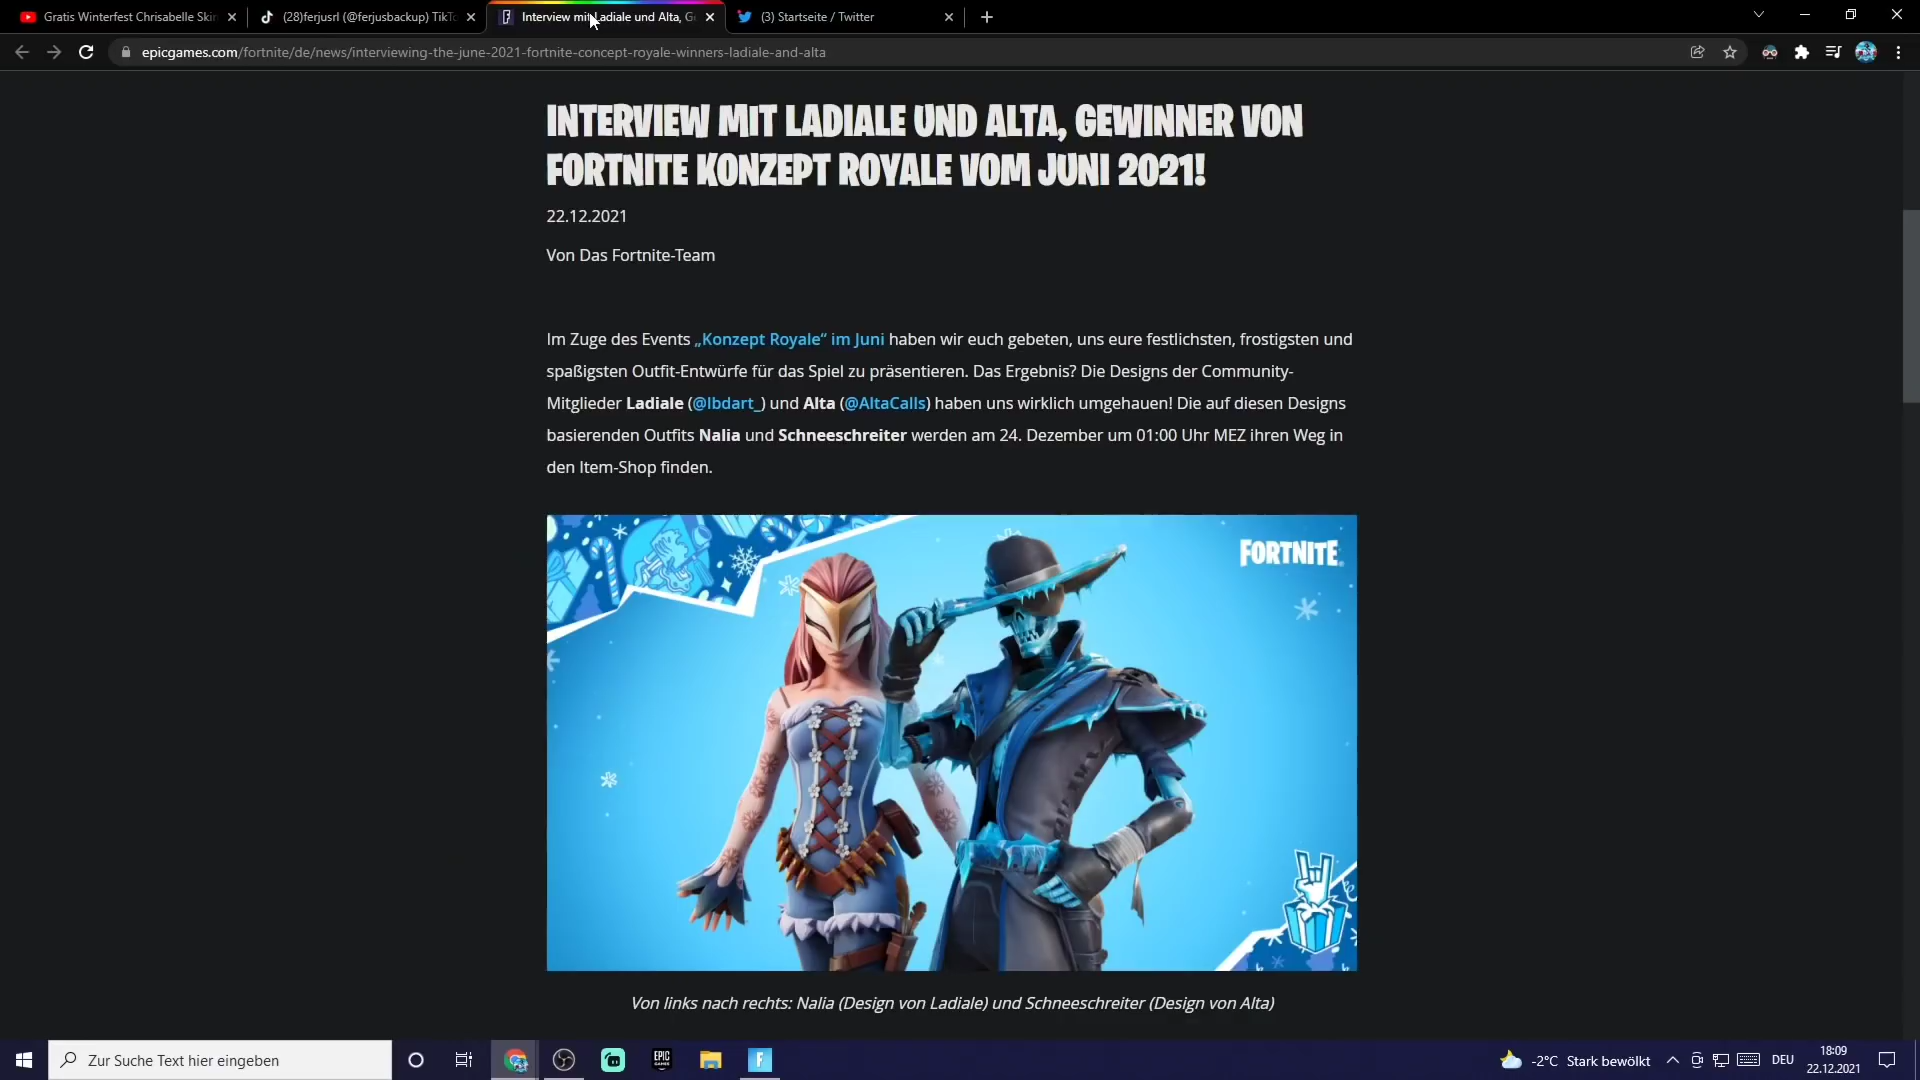 Gratis Winterfest Chrisabelle Skin
(28)ferjusrl (@ferjusbackup) TikTo
Interview mit Ladiale und Alta, Ge
(3) Startseite / Twitter
epicgames.com/fortnite/de/news/interviewing-the-june-2021-fortnite-concept-royale-winners-ladiale-and-alta
INTERVIEW MIT LADIALE UND ALTA, GEWINNER VON
FORTNITE KONZEPT ROYALE VOM JUNI 2021!
22.12.2021
Von Das Fortnite-Team
Im Zuge des Events „Konzept Royale“ im Juni haben wir euch gebeten, uns eure festlichsten, frostigsten und
spaßigsten Outfit-Entwürfe für das Spiel zu präsentieren. Das Ergebnis? Die Designs der Community-
Mitglieder Ladiale (@lbdart_) und Alta (@AltaCalls) haben uns wirklich umgehauen! Die auf diesen Designs
basierenden Outfits Nalia und Schneeschreiter werden am 24. Dezember um 01:00 Uhr MEZ ihren Weg in
den Item-Shop finden.
FORTNITE
Von links nach rechts: Nalia (Design von Ladiale) und Schneeschreiter (Design von Alta)
Zur Suche Text hier eingeben
EPIC
GAMES
-2°C Stark bewölkt
DEU
18:09
22.12.2021